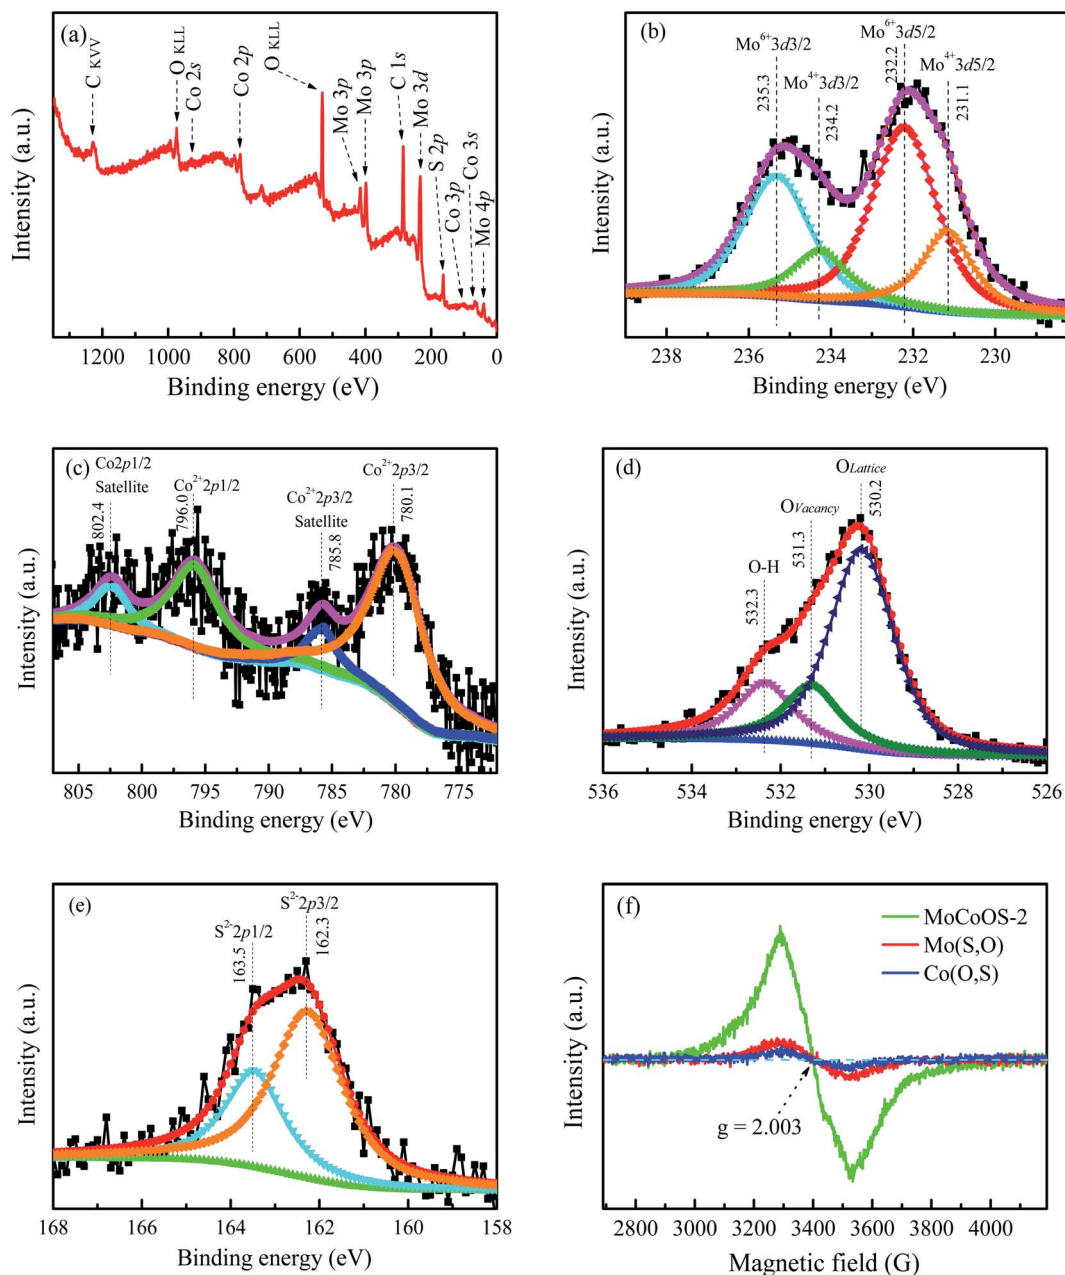 (a)
C KVV
O KLL
Co 2s
Co 2p
O KLL
Mo 3p
Mo 3p
C 1s
Mo 3d
S 2p
Co 3p
Co 3s
Mo 4p
Intensity (a.u.)
1200 1000 800 600 400 200 0
Binding energy (eV)
(b)
Mo⁶⁺3d3/2
235.3
Mo⁴⁺3d3/2
234.2
Mo⁶⁺3d5/2
232.2
Mo⁴⁺3d5/2
231.1
Intensity (a.u.)
238 236 234 232 230
Binding energy (eV)
(c)
Co2p1/2
Satellite
802.4
Co²⁺2p1/2
796.0
Co²⁺2p3/2
Satellite
785.8
Co²⁺2p3/2
780.1
Intensity (a.u.)
805 800 795 790 785 780 775
Binding energy (eV)
(d)
O-H
532.3
OVacancy
531.3
OLattice
530.2
Intensity (a.u.)
536 534 532 530 528 526
Binding energy (eV)
(e)
S²⁻2p1/2
163.5
S²⁻2p3/2
162.3
Intensity (a.u.)
168 166 164 162 160 158
Binding energy (eV)
(f)
MoCoOS-2
Mo(S,O)
Co(O,S)
g = 2.003
Intensity (a.u.)
2800 3000 3200 3400 3600 3800 4000
Magnetic field (G)